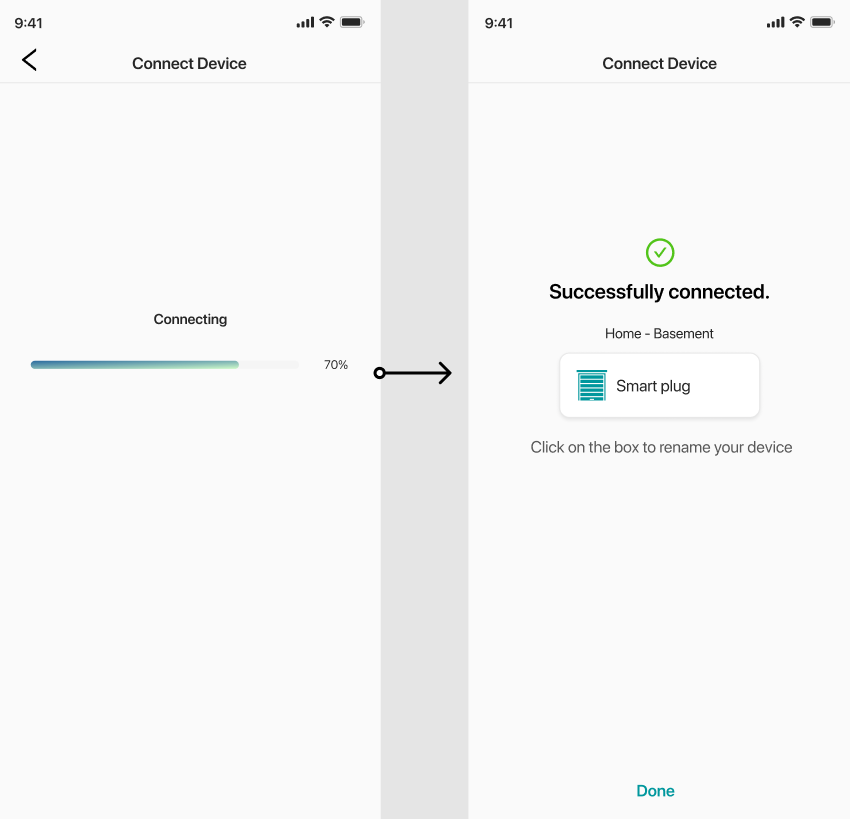 9:41
Connect Device
Connecting
70%
9:41
Connect Device
Successfully connected.
Home - Basement
Smart plug
Click on the box to rename your device
Done